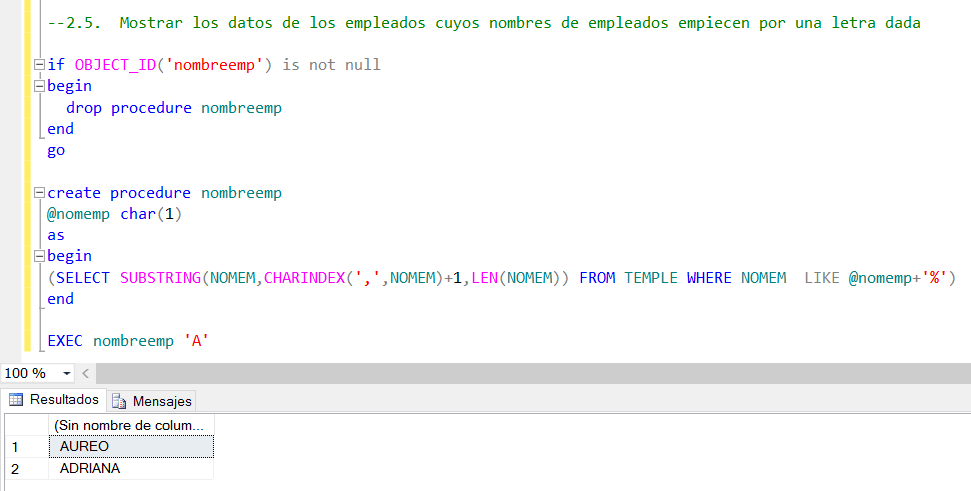 --2.5.  Mostrar los datos de los empleados cuyos nombres de empleados empiecen por una letra dada
if OBJECT_ID('nombreemp') is not null
begin
drop procedure nombreemp
end
go
create procedure nombreemp
@nomemp char(1)
as
begin
(SELECT SUBSTRING(NOMEM,CHARINDEX(',',NOMEM)+1,LEN(NOMEM)) FROM TEMPLE WHERE NOMEM  LIKE @nomemp+'%')
end
EXEC nombreemp 'A'
100 %
Resultados Mensajes
(Sin nombre de colum...
1 AUREO
2 ADRIANA